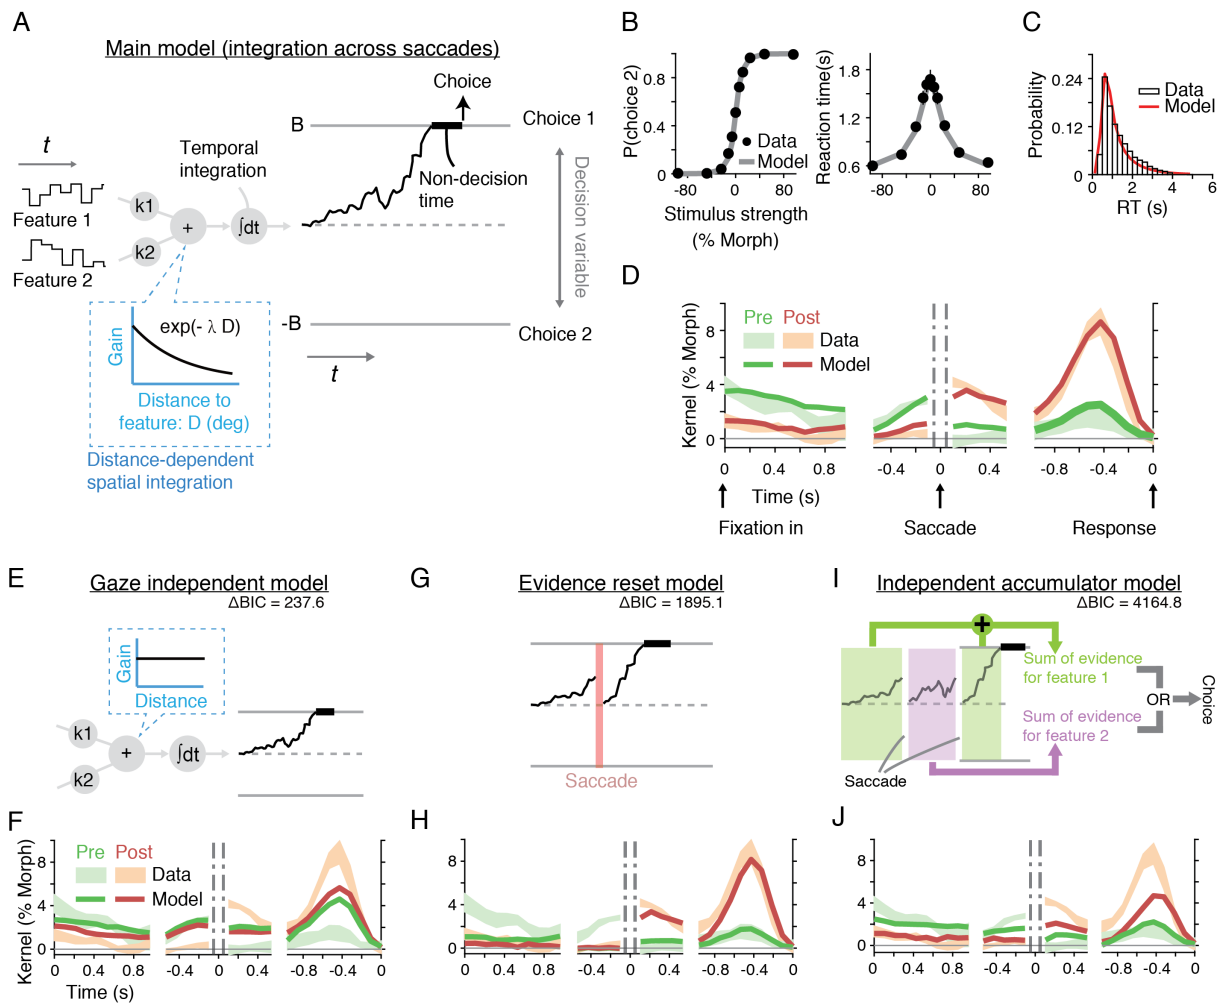 A
Main model (integration across saccades)
Choice
B
Choice 1
t
Temporal
integration
Feature 1
k1
+
∫dt
k2
Feature 2
Non-decision
time
Decision variable
exp(- λ D)
Gain
Distance to
feature: D (deg)
-B
Choice 2
t
Distance-dependent
spatial integration
B
P(choice 2)
0.8
0.4
0
Data
Model
-80
0
80
Reaction time(s)
1.8
1.2
0.6
-80
0
80
Stimulus strength
(% Morph)
C
Probability
0.24
0.12
0
Data
Model
0
2
4
6
RT (s)
D
Kernel (% Morph)
8
4
0
Pre Post
Data
Model
0
0.4
0.8
-0.4
0
0.4
-0.8
-0.4
0
Time (s)
Fixation in
Saccade
Response
E
Gaze independent model
ΔBIC = 237.6
Gain
Distance
k1
+
∫dt
k2
G
Evidence reset model
ΔBIC = 1895.1
Saccade
I
Independent accumulator model
ΔBIC = 4164.8
+
Sum of evidence
for feature 1
OR
Choice
Sum of evidence
for feature 2
Saccade
F
Kernel (% Morph)
8
4
0
Pre Post
Data
Model
0
0.4
0.8
-0.4
0
0.4
-0.8
-0.4
0
Time (s)
H
8
4
0
0
0.4
0.8
-0.4
0
0.4
-0.8
-0.4
0
J
8
4
0
0
0.4
0.8
-0.4
0
0.4
-0.8
-0.4
0